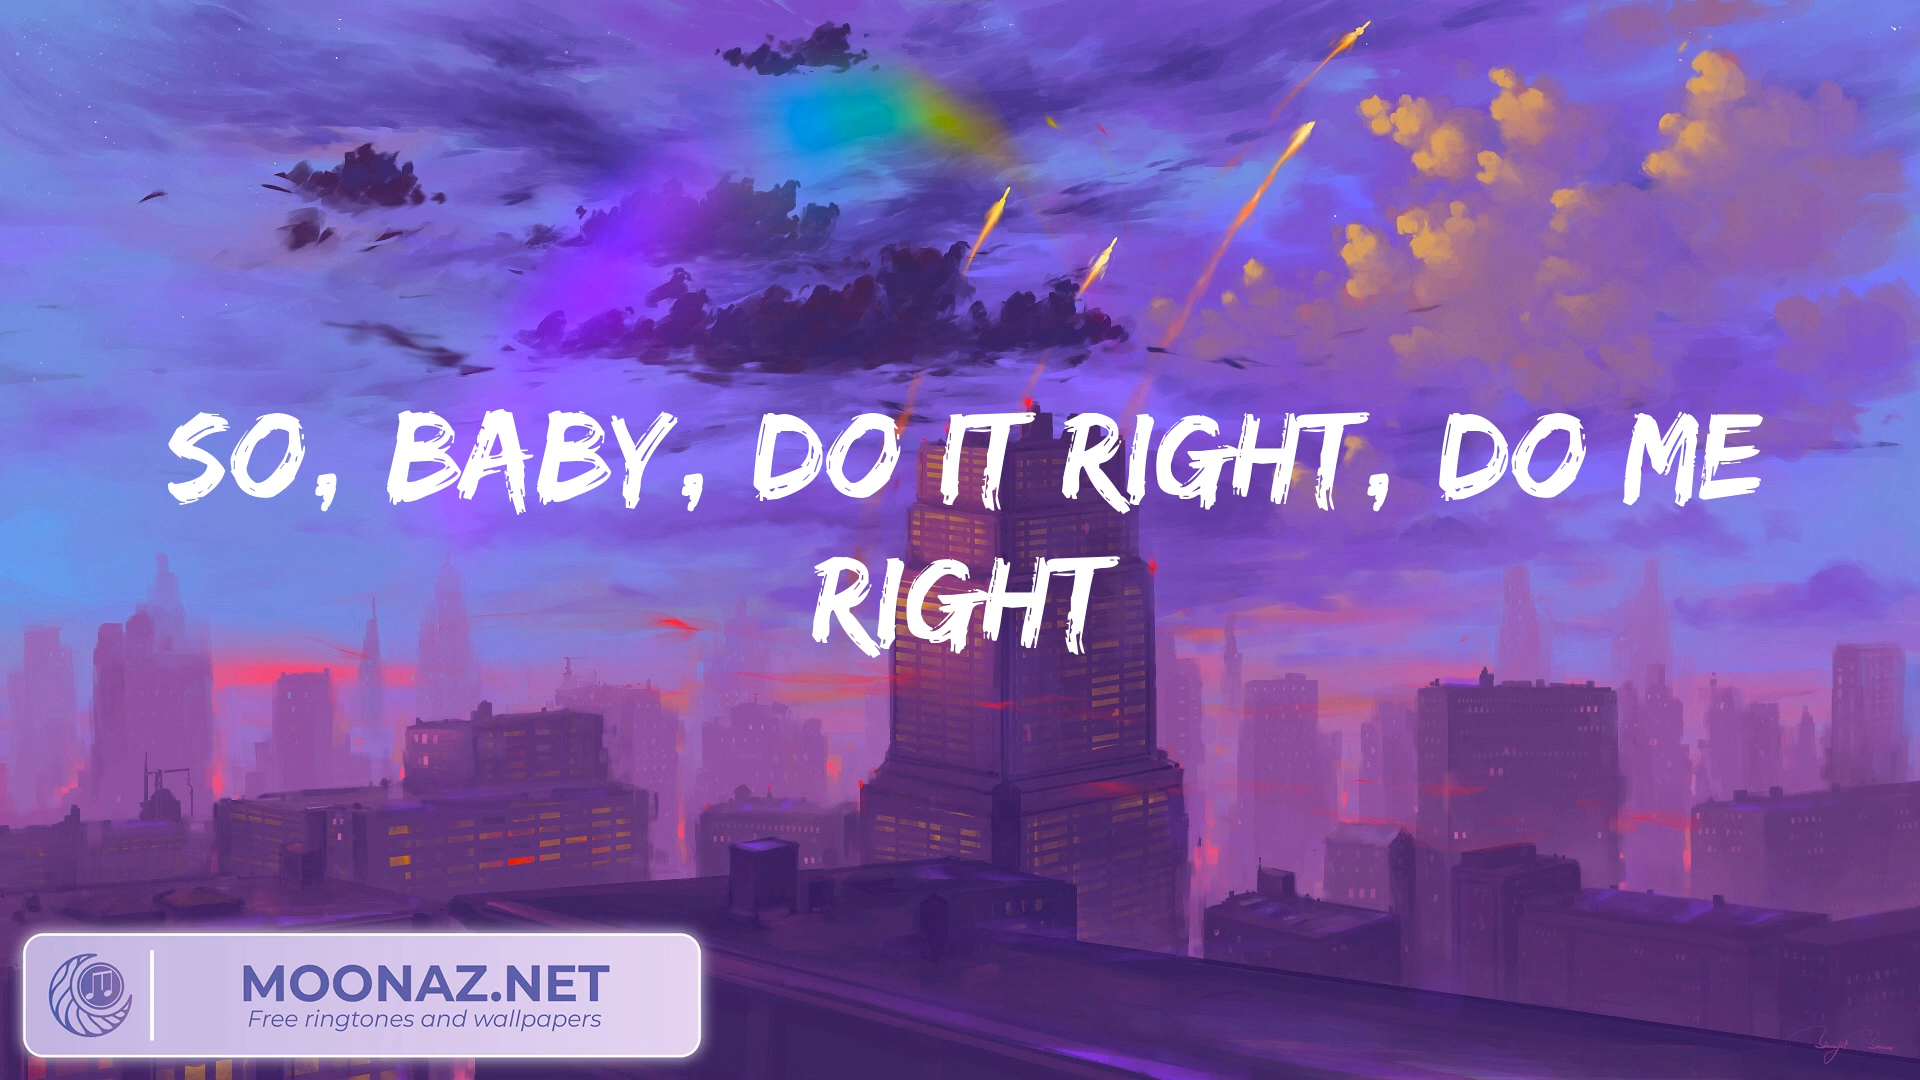 SO, BABY, DO IT RIGHT, DO ME
RIGHT
MOONAZ.NET
Free ringtones and wallpapers